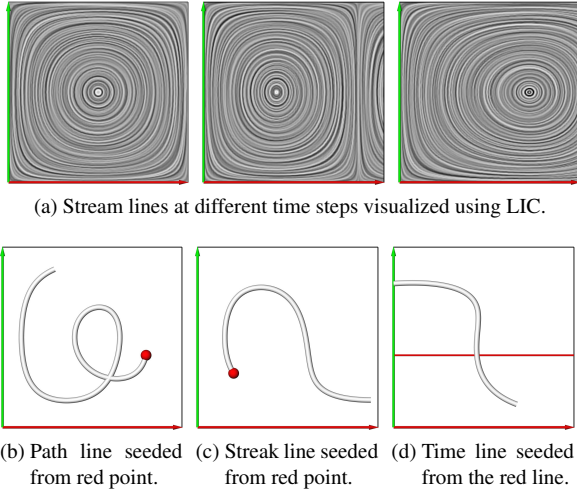 (a) Stream lines at different time steps visualized using LIC.
(b) Path line seeded
from red point.
(c) Streak line seeded
from red point.
(d) Time line seeded
from the red line.